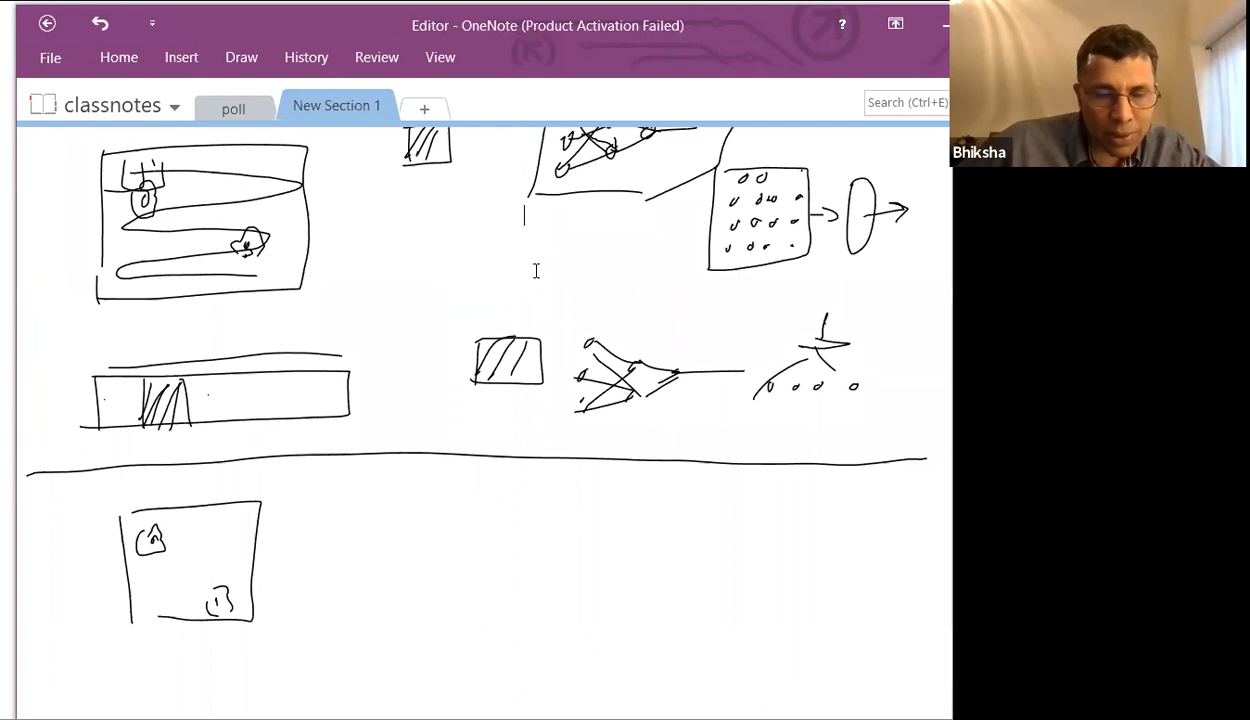 Editor - OneNote (Product Activation Failed)
?
File Home Insert Draw History Review View
classnotes poll New Section 1 +
Search (Ctrl+E)
Bhiksha